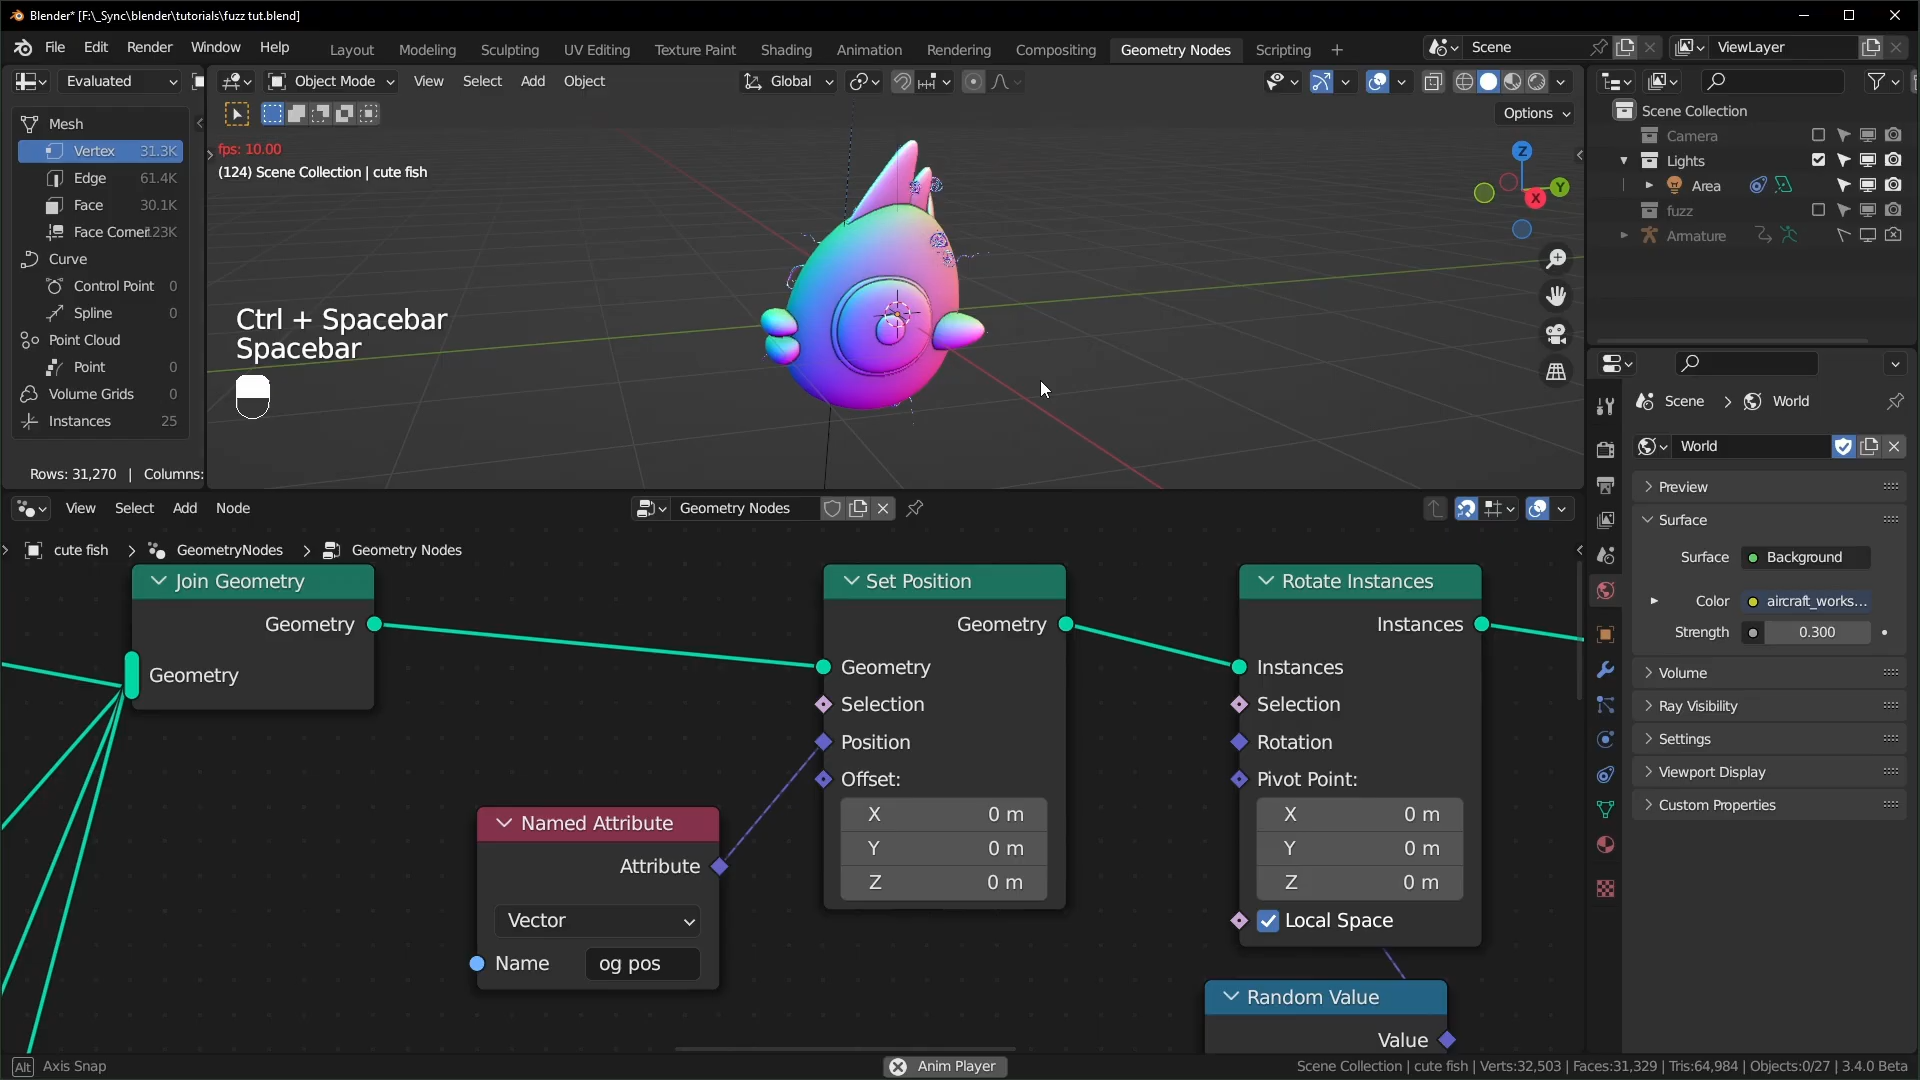 Blender* [F:\_Sync\blender\tutorials\fuzz tut.blend]
File Edit Render Window Help
Layout Modeling Sculpting UV Editing Texture Paint Shading Animation Rendering Compositing Geometry Nodes Scripting +
Scene
ViewLayer
Evaluated
Object Mode View Select Add Object
Global
Options
Mesh
Vertex 31.3K
Edge 61.4K
Face 30.1K
Face Corner 123K
Curve
Control Point 0
Spline 0
Point Cloud
Point 0
Volume Grids 0
Instances 25
Rows: 31,270 | Columns:
fps: 10.00
(124) Scene Collection | cute fish
Ctrl + Spacebar
Spacebar
Z
Y
X
Scene Collection
Camera
Lights
Area
fuzz
Armature
Scene > World
World
Preview
Surface
Surface Background
Color aircraft_works...
Strength 0.300
Volume
Ray Visibility
Settings
Viewport Display
Custom Properties
View Select Add Node
Geometry Nodes
cute fish > GeometryNodes > Geometry Nodes
Join Geometry
Geometry
Geometry
Named Attribute
Attribute
Vector
Name og pos
Set Position
Geometry
Geometry
Selection
Position
Offset:
X 0 m
Y 0 m
Z 0 m
Rotate Instances
Instances
Instances
Selection
Rotation
Pivot Point:
X 0 m
Y 0 m
Z 0 m
Local Space
Random Value
Value
Alt Axis Snap
Anim Player
Scene Collection | cute fish | Verts:32,503 | Faces:31,329 | Tris:64,984 | Objects:0/27 | 3.4.0 Beta